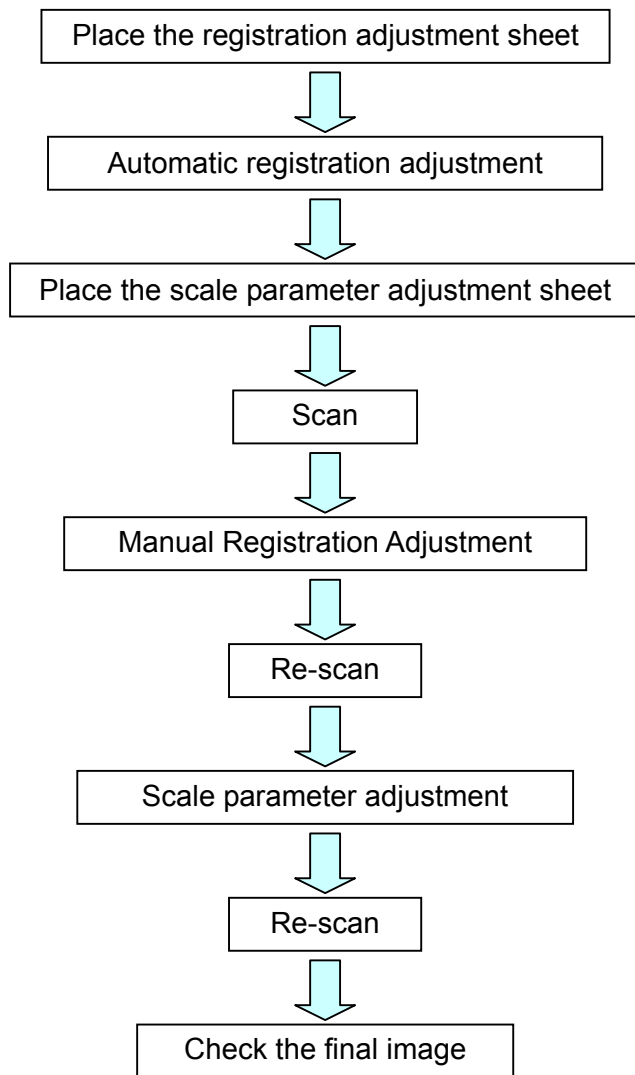 Place the registration adjustment sheet
Automatic registration adjustment
Place the scale parameter adjustment sheet
Scan
Manual Registration Adjustment
Re-scan
Scale parameter adjustment
Re-scan
Check the final image